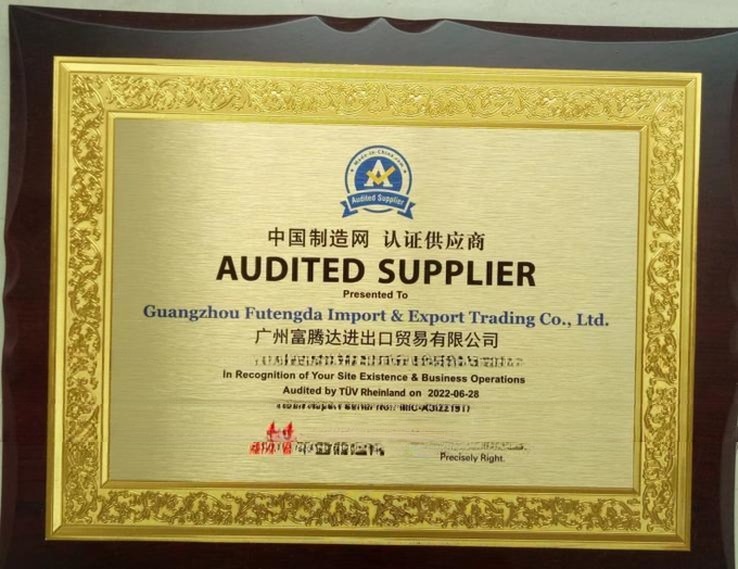 Made-in-China.com
A
Audited Supplier
中国制造网 认证供应商
AUDITED SUPPLIER
Presented To
Guangzhou Futengda Import & Export Trading Co., Ltd.
广州富腾达进出口贸易有限公司
In Recognition of Your Site Existence & Business Operations
Audited by TÜV Rheinland on 2022-06-28
Precisely Right.